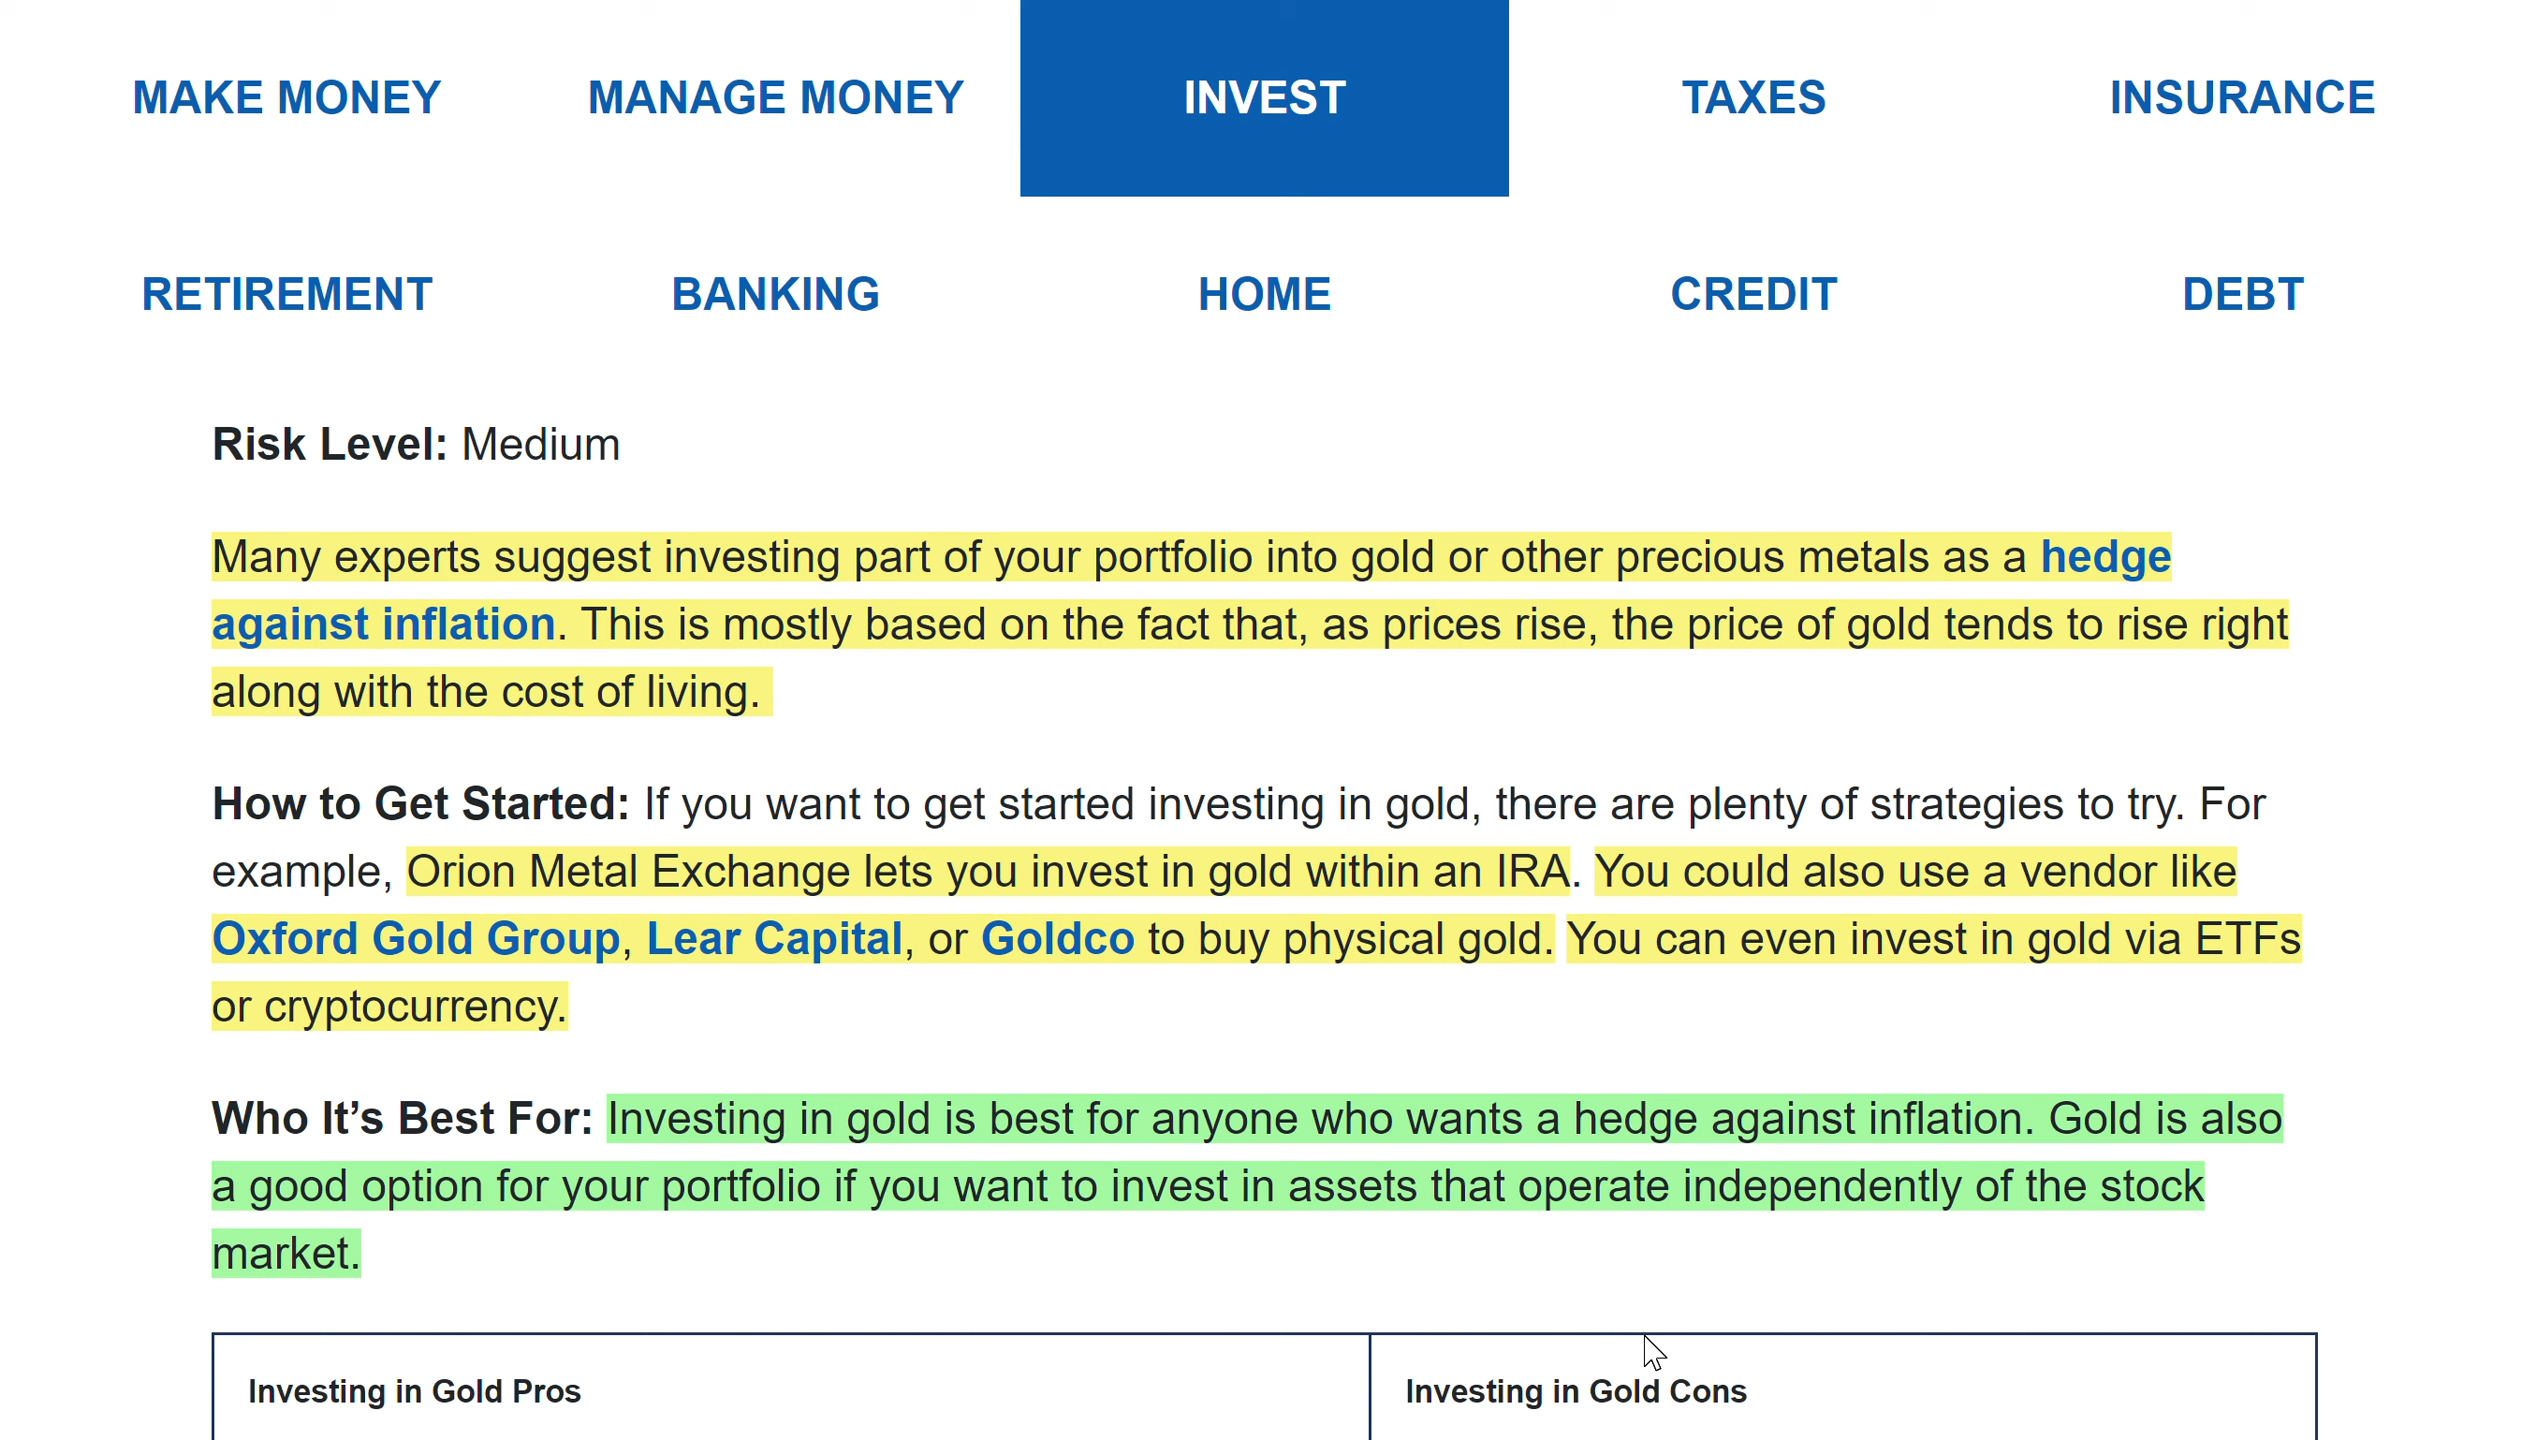 MAKE MONEY MANAGE MONEY INVEST TAXES INSURANCE
RETIREMENT BANKING HOME CREDIT DEBT
Risk Level: Medium
Many experts suggest investing part of your portfolio into gold or other precious metals as a hedge
against inflation. This is mostly based on the fact that, as prices rise, the price of gold tends to rise right
along with the cost of living.
How to Get Started: If you want to get started investing in gold, there are plenty of strategies to try. For
example, Orion Metal Exchange lets you invest in gold within an IRA. You could also use a vendor like
Oxford Gold Group, Lear Capital, or Goldco to buy physical gold. You can even invest in gold via ETFs
or cryptocurrency.
Who It’s Best For: Investing in gold is best for anyone who wants a hedge against inflation. Gold is also
a good option for your portfolio if you want to invest in assets that operate independently of the stock
market.
Investing in Gold Pros Investing in Gold Cons